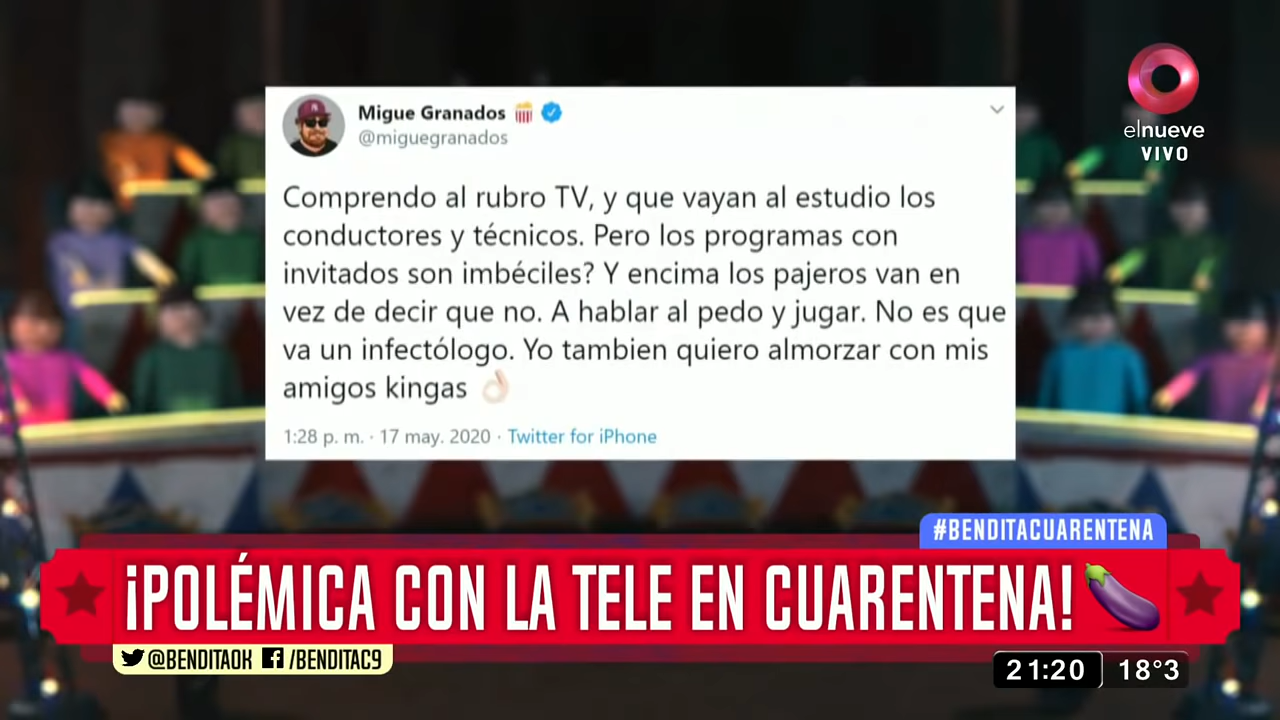 Migue Granados
@miguegranados
elnueve
VIVO
Comprendo al rubro TV, y que vayan al estudio los
conductores y técnicos. Pero los programas con
invitados son imbéciles? Y encima los pajeros van en
vez de decir que no. A hablar al pedo y jugar. No es que
va un infectólogo. Yo tambien quiero almorzar con mis
amigos kingas 👌🏻
1:28 p. m. · 17 may. 2020 · Twitter for iPhone
#BENDITACUARENTENA
¡POLÉMICA CON LA TELE EN CUARENTENA!🍆
@BENDITAOK /BENDITAC9
21:20 18°3